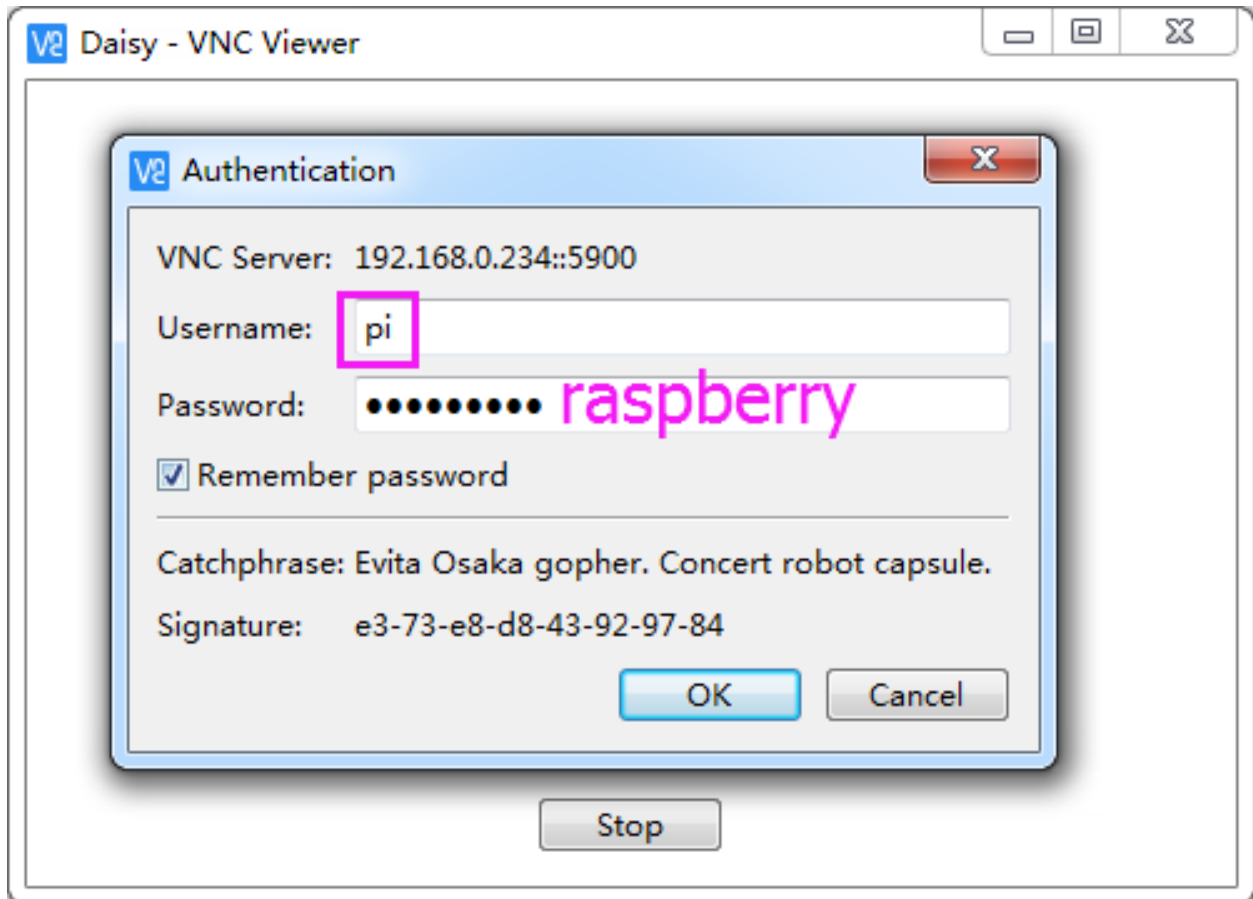 Daisy - VNC Viewer
Authentication
VNC Server: 192.168.0.234::5900
Username: pi
Password: ●●●●●●●●● raspberry
Remember password
Catchphrase: Evita Osaka gopher. Concert robot capsule.
Signature: e3-73-e8-d8-43-92-97-84
OK Cancel
Stop